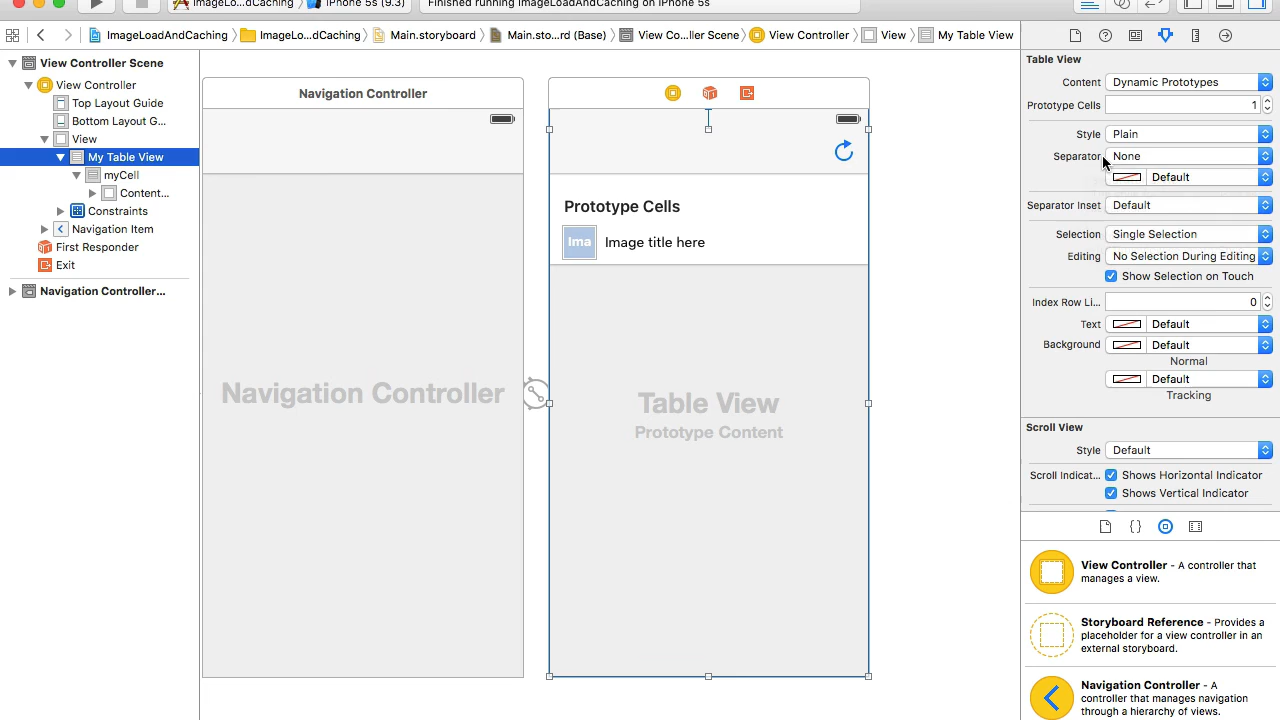 ImageLo...dCaching
iPhone 5s (9.3)
Finished running ImageLoadAndCaching on iPhone 5s
ImageLoadAndCaching
ImageLo...dCaching
Main.storyboard
Main.sto...rd (Base)
View Co...ller Scene
View Controller
View
My Table View
View Controller Scene
View Controller
Top Layout Guide
Bottom Layout G...
View
My Table View
myCell
Content...
Constraints
Navigation Item
First Responder
Exit
Navigation Controller...
Navigation Controller
Navigation Controller
Prototype Cells
Ima
Image title here
Table View
Prototype Content
Table View
Content Dynamic Prototypes
Prototype Cells 1
Style Plain
Separator None
Default
Separator Inset Default
Selection Single Selection
Editing No Selection During Editing
Show Selection on Touch
Index Row Li... 0
Text Default
Background Default
Normal
Default
Tracking
Scroll View
Style Default
Scroll Indicat... Shows Horizontal Indicator
Shows Vertical Indicator
View Controller - A controller that
manages a view.
Storyboard Reference - Provides a
placeholder for a view controller in an
external storyboard.
Navigation Controller - A
controller that manages navigation
through a hierarchy of views.